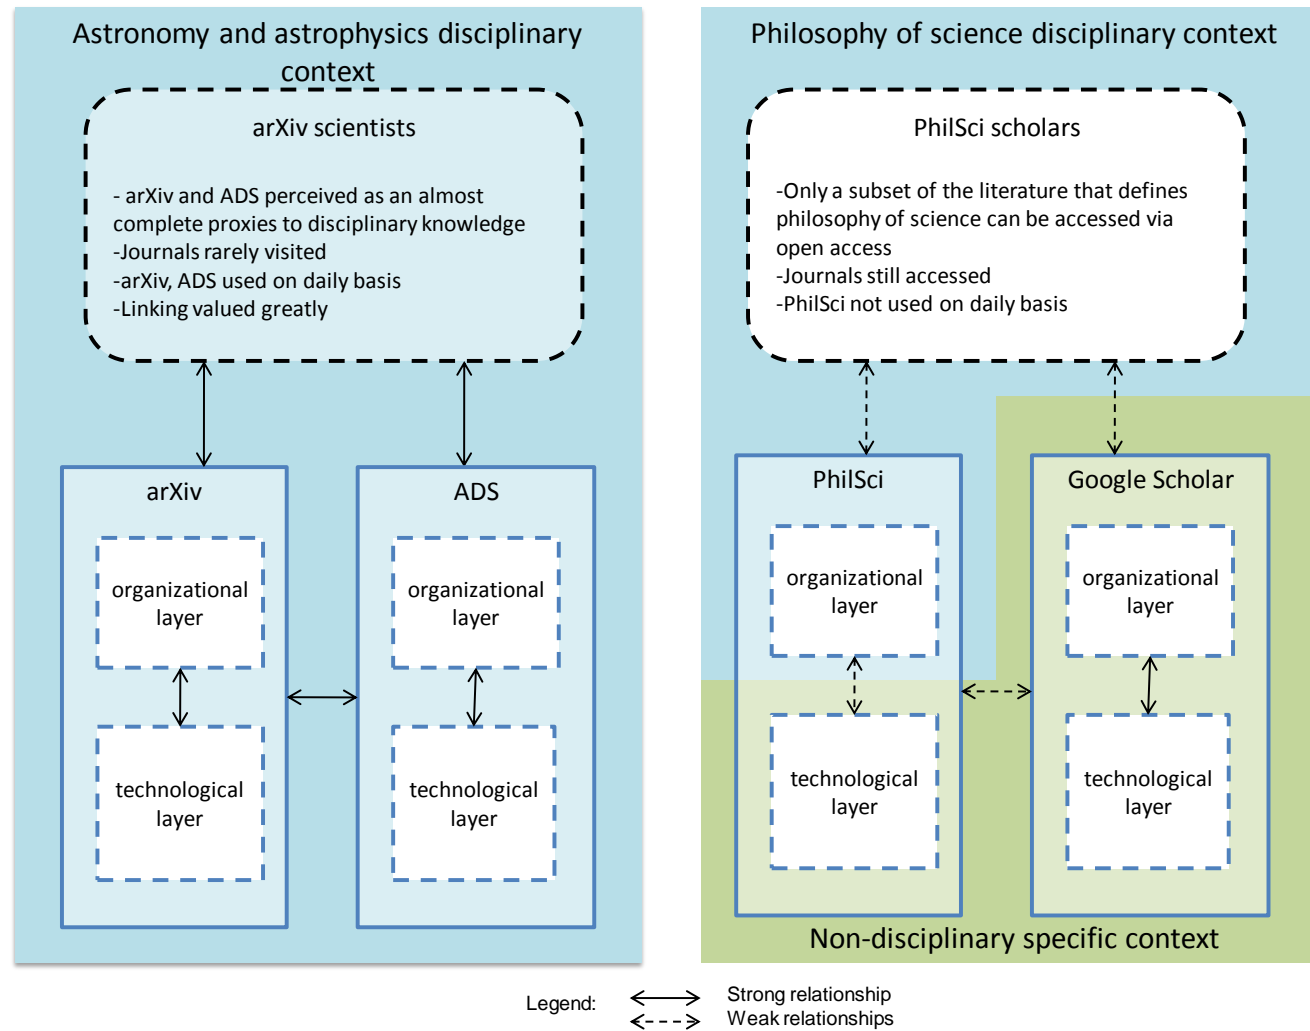 Astronomy and astrophysics disciplinary
context
arXiv scientists
- arXiv and ADS perceived as an almost
complete proxies to disciplinary knowledge
-Journals rarely visited
-arXiv, ADS used on daily basis
-Linking valued greatly
arXiv
organizational
layer
technological
layer
ADS
organizational
layer
technological
layer
Philosophy of science disciplinary context
PhilSci scholars
-Only a subset of the literature that defines
philosophy of science can be accessed via
open access
-Journals still accessed
-PhilSci not used on daily basis
PhilSci
organizational
layer
technological
layer
Google Scholar
organizational
layer
technological
layer
Non-disciplinary specific context
Legend:
Strong relationship
Weak relationships